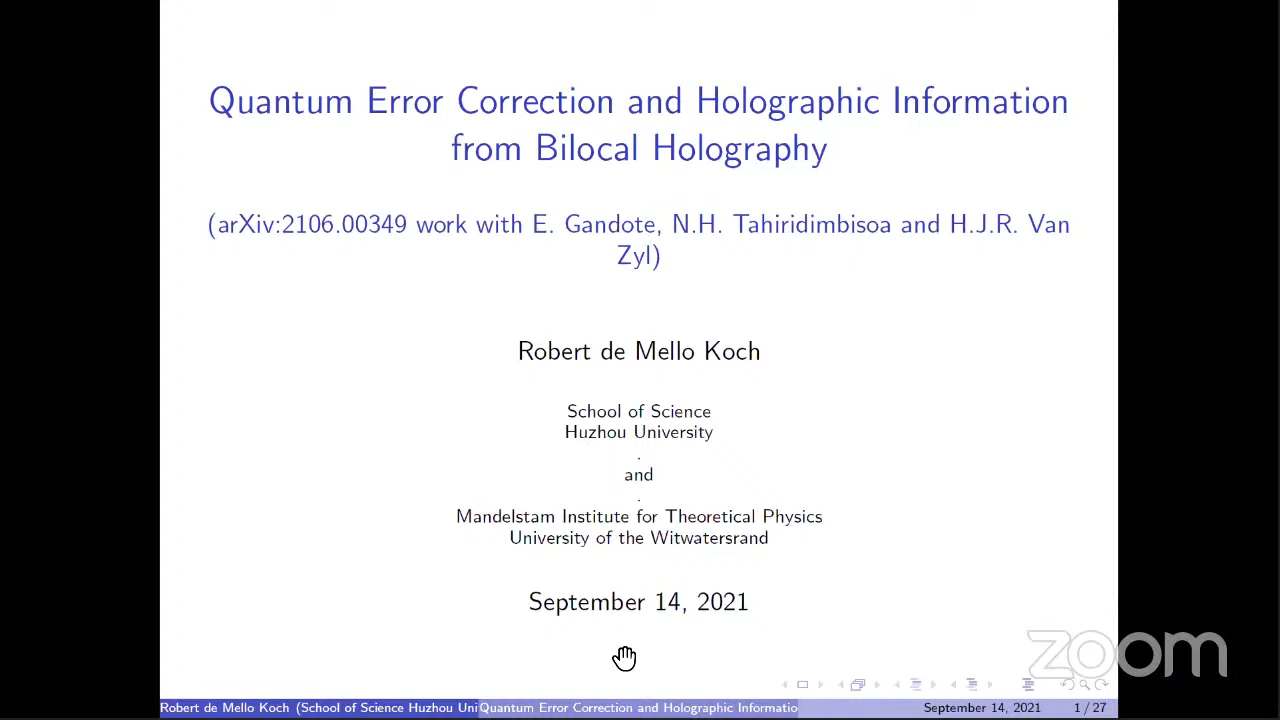 Quantum Error Correction and Holographic Information
from Bilocal Holography
(arXiv:2106.00349 work with E. Gandote, N.H. Tahiridimbisoa and H.J.R. Van
Zyl)
Robert de Mello Koch
School of Science
Huzhou University
.
and
.
Mandelstam Institute for Theoretical Physics
University of the Witwatersrand
September 14, 2021
zoom
Robert de Mello Koch (School of Science Huzhou Uni Quantum Error Correction and Holographic Informatio September 14, 2021 1 / 27